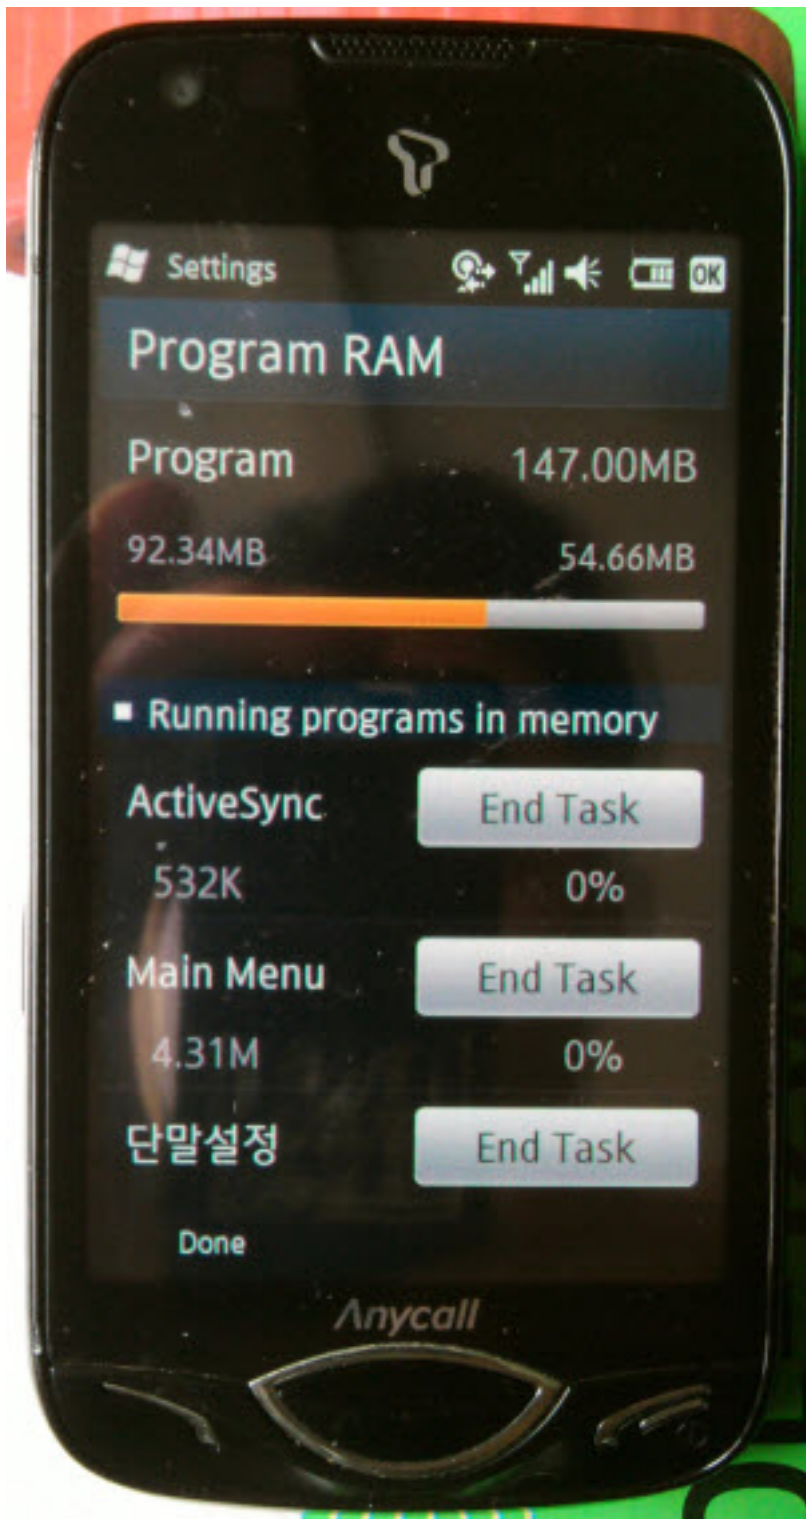 Settings OK
Program RAM
Program 147.00MB
92.34MB 54.66MB
Running programs in memory
ActiveSync End Task
532K 0%
Main Menu End Task
4.31M 0%
단말설정 End Task
Done
Anycall